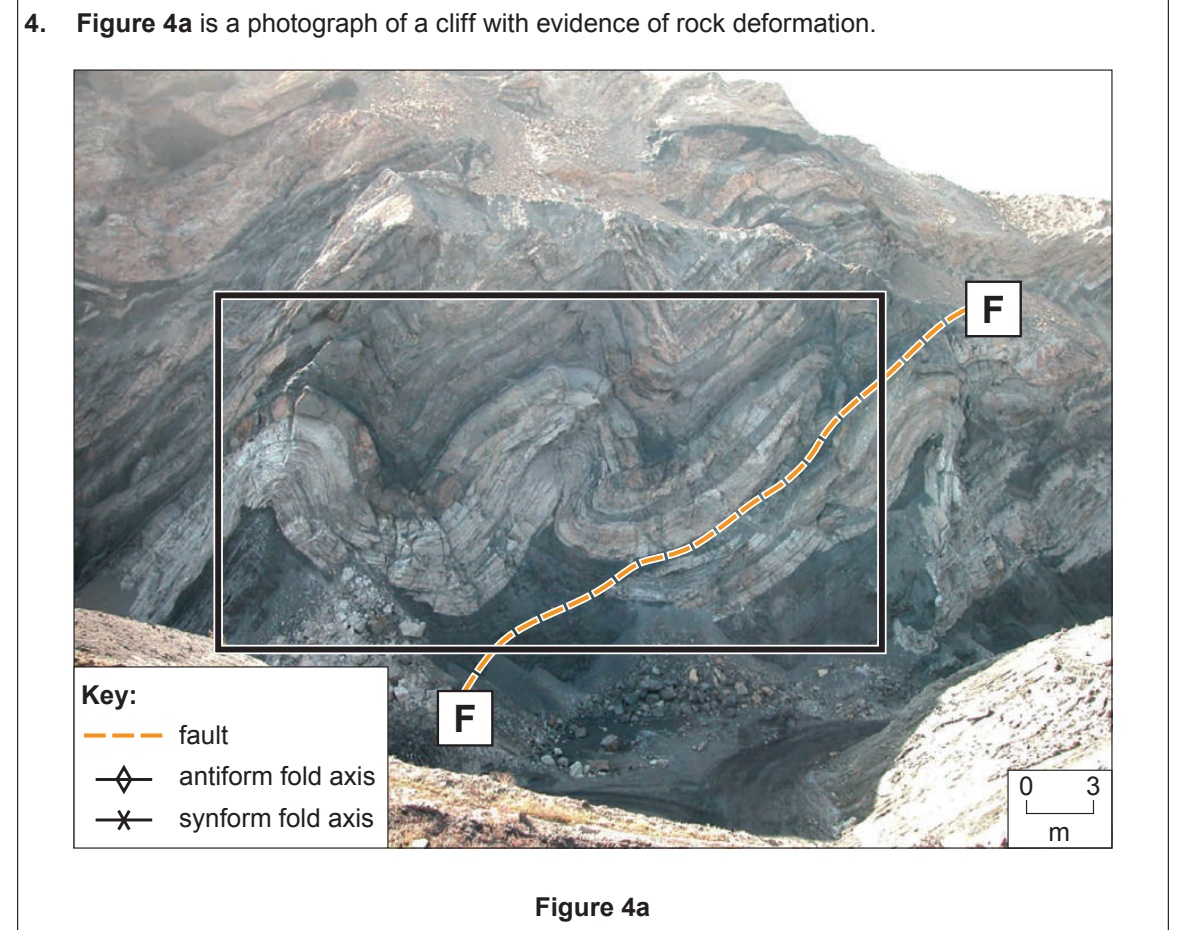 4. Figure 4a is a photograph of a cliff with evidence of rock deformation.
F
F
Key:
fault
antiform fold axis
synform fold axis
0 3
m
Figure 4a